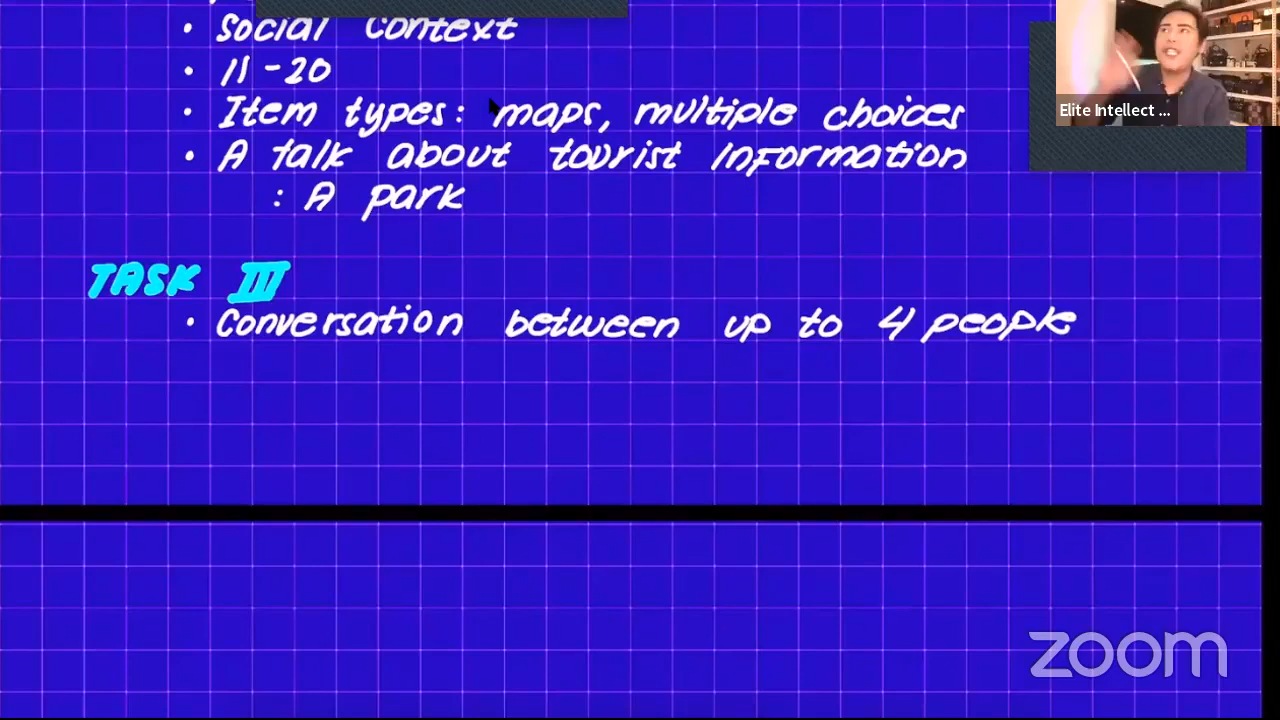 • Social Context
• 11-20
• Item types: maps, multiple choices
• A talk about tourist Information
: A park
TASK III
• Conversation between up to 4 people
Elite Intellect ...
zoom